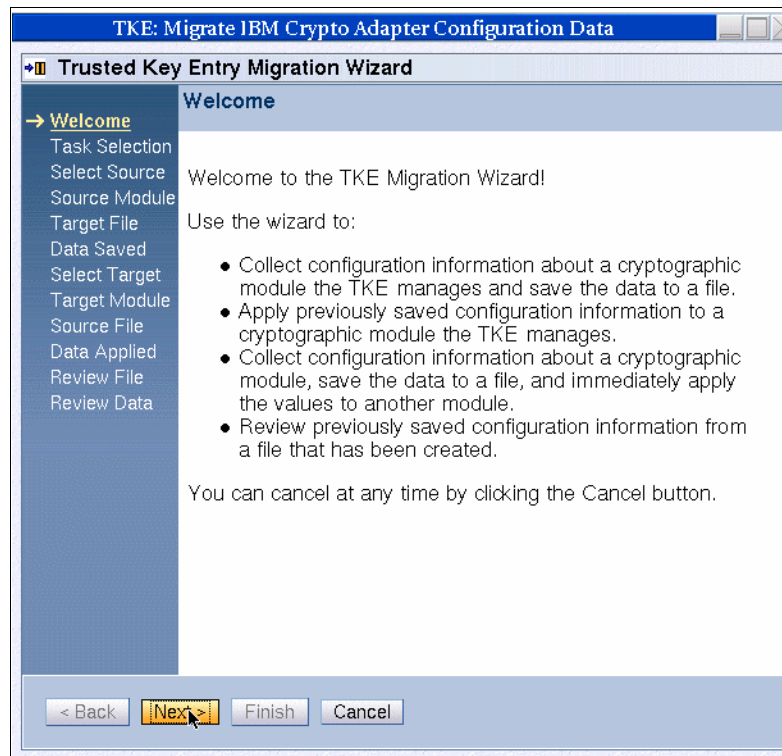 TKE: Migrate IBM Crypto Adapter Configuration Data
Trusted Key Entry Migration Wizard
Welcome
Task Selection
Select Source
Source Module
Target File
Data Saved
Select Target
Target Module
Source File
Data Applied
Review File
Review Data
Welcome
Welcome to the TKE Migration Wizard!
Use the wizard to:
● Collect configuration information about a cryptographic
module the TKE manages and save the data to a file.
● Apply previously saved configuration information to a
cryptographic module the TKE manages.
● Collect configuration information about a cryptographic
module, save the data to a file, and immediately apply
the values to another module.
● Review previously saved configuration information from
a file that has been created.
You can cancel at any time by clicking the Cancel button.
< Back
Next >
Finish
Cancel